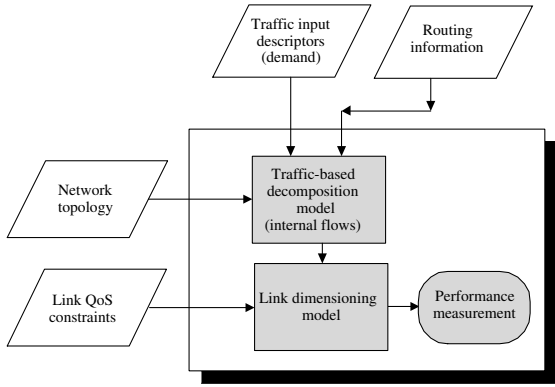 Traffic input
descriptors
(demand)
Routing
information
Network
topology
Traffic-based
decomposition
model
(internal flows)
Link QoS
constraints
Link dimensioning
model
Performance
measurement